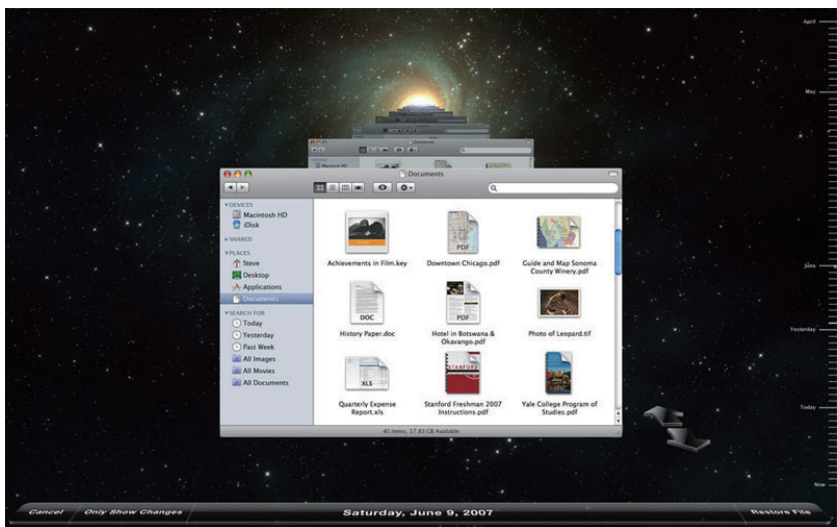 April
May
June
Yesterday
Today
Now
Documents
Documents
▼DEVICES
Macintosh HD
iDisk
▶SHARED
▼PLACES
Steve
Desktop
Applications
Documents
▼SEARCH FOR
Today
Yesterday
Past Week
All Images
All Movies
All Documents
Achievements in Film.key
PDF
Downtown Chicago.pdf
Guide and Map Sonoma
County Winery.pdf
DOC
History Paper.doc
PDF
Hotel in Botswana &
Okavango.pdf
Photo of Leopard.tif
XLS
Quarterly Expense
Report.xls
STANFORD
Stanford Freshman 2007
Instructions.pdf
Yale College Program of
Studies.pdf
40 items, 17.83 GB Available
Cancel
Only Show Changes
Saturday, June 9, 2007
Restore File